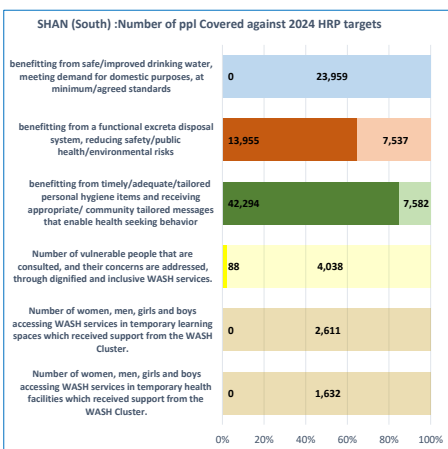 SHAN (South) :Number of ppl Covered against 2024 HRP targets
benefitting from safe/improved drinking water,
meeting demand for domestic purposes, at
minimum/agreed standards
0 23,959
benefitting from a functional excreta disposal
system, reducing safety/public
health/environmental risks
13,955 7,537
benefitting from timely/adequate/tailored
personal hygiene items and receiving
appropriate/ community tailored messages
that enable health seeking behavior
42,294 7,582
Number of vulnerable people that are
consulted, and their concerns are addressed,
through dignified and inclusive WASH services.
88 4,038
Number of women, men, girls and boys
accessing WASH services in temporary learning
spaces which received support from the WASH
Cluster.
0 2,611
Number of women, men, girls and boys
accessing WASH services in temporary health
facilities which received support from the
WASH Cluster.
0 1,632
0% 20% 40% 60% 80% 100%